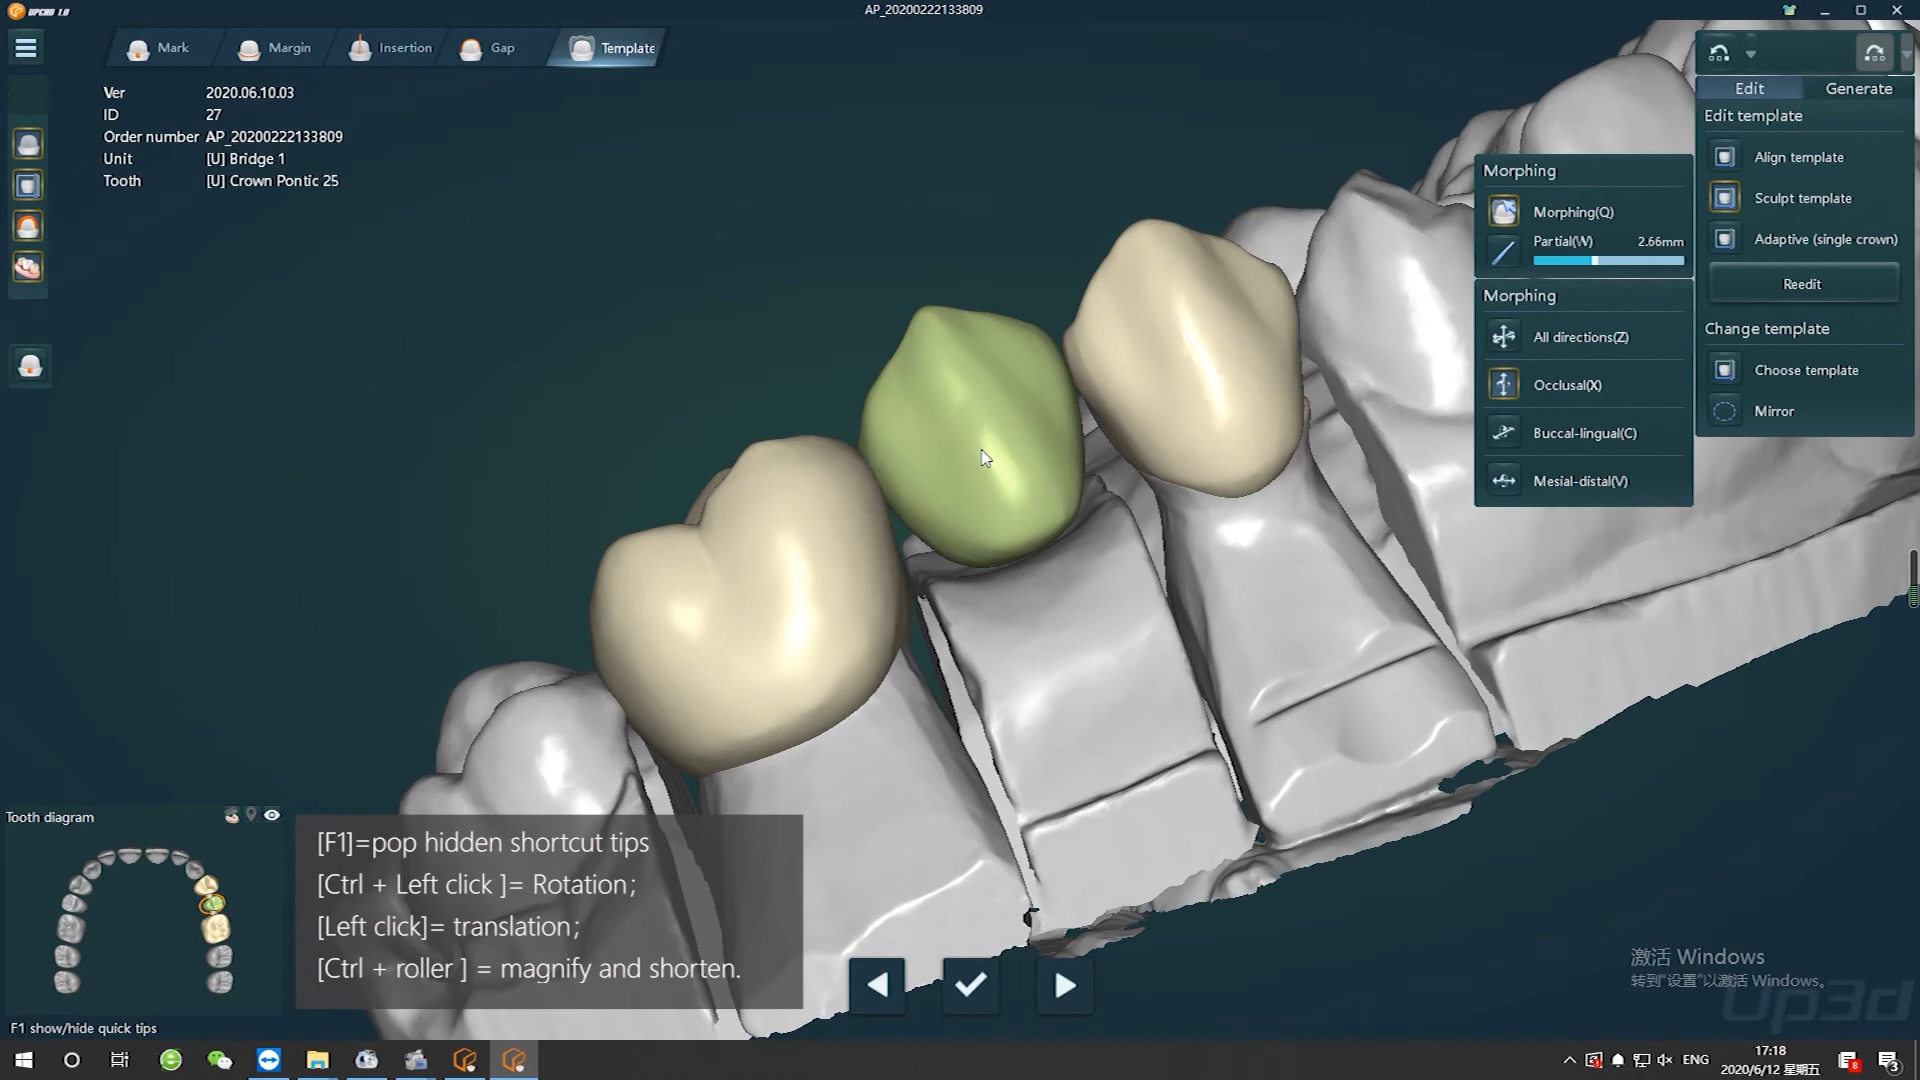 UPCAD 1.0
AP_20200222133809
Mark
Margin
Insertion
Gap
Template
Ver 2020.06.10.03
ID 27
Order number AP_20200222133809
Unit [U] Bridge 1
Tooth [U] Crown Pontic 25
Edit
Generate
Edit template
Align template
Sculpt template
Adaptive (single crown)
Reedit
Change template
Choose template
Mirror
Morphing
Morphing(Q)
Partial(W) 2.66mm
Morphing
All directions(Z)
Occlusal(X)
Buccal-lingual(C)
Mesial-distal(V)
Tooth diagram
[F1]=pop hidden shortcut tips
[Ctrl + Left click ]= Rotation;
[Left click]= translation;
[Ctrl + roller ] = magnify and shorten.
激活 Windows
转到"设置"以激活 Windows。
Up3d
F1 show/hide quick tips
ENG
17:18
2020/6/12 星期五
8
3